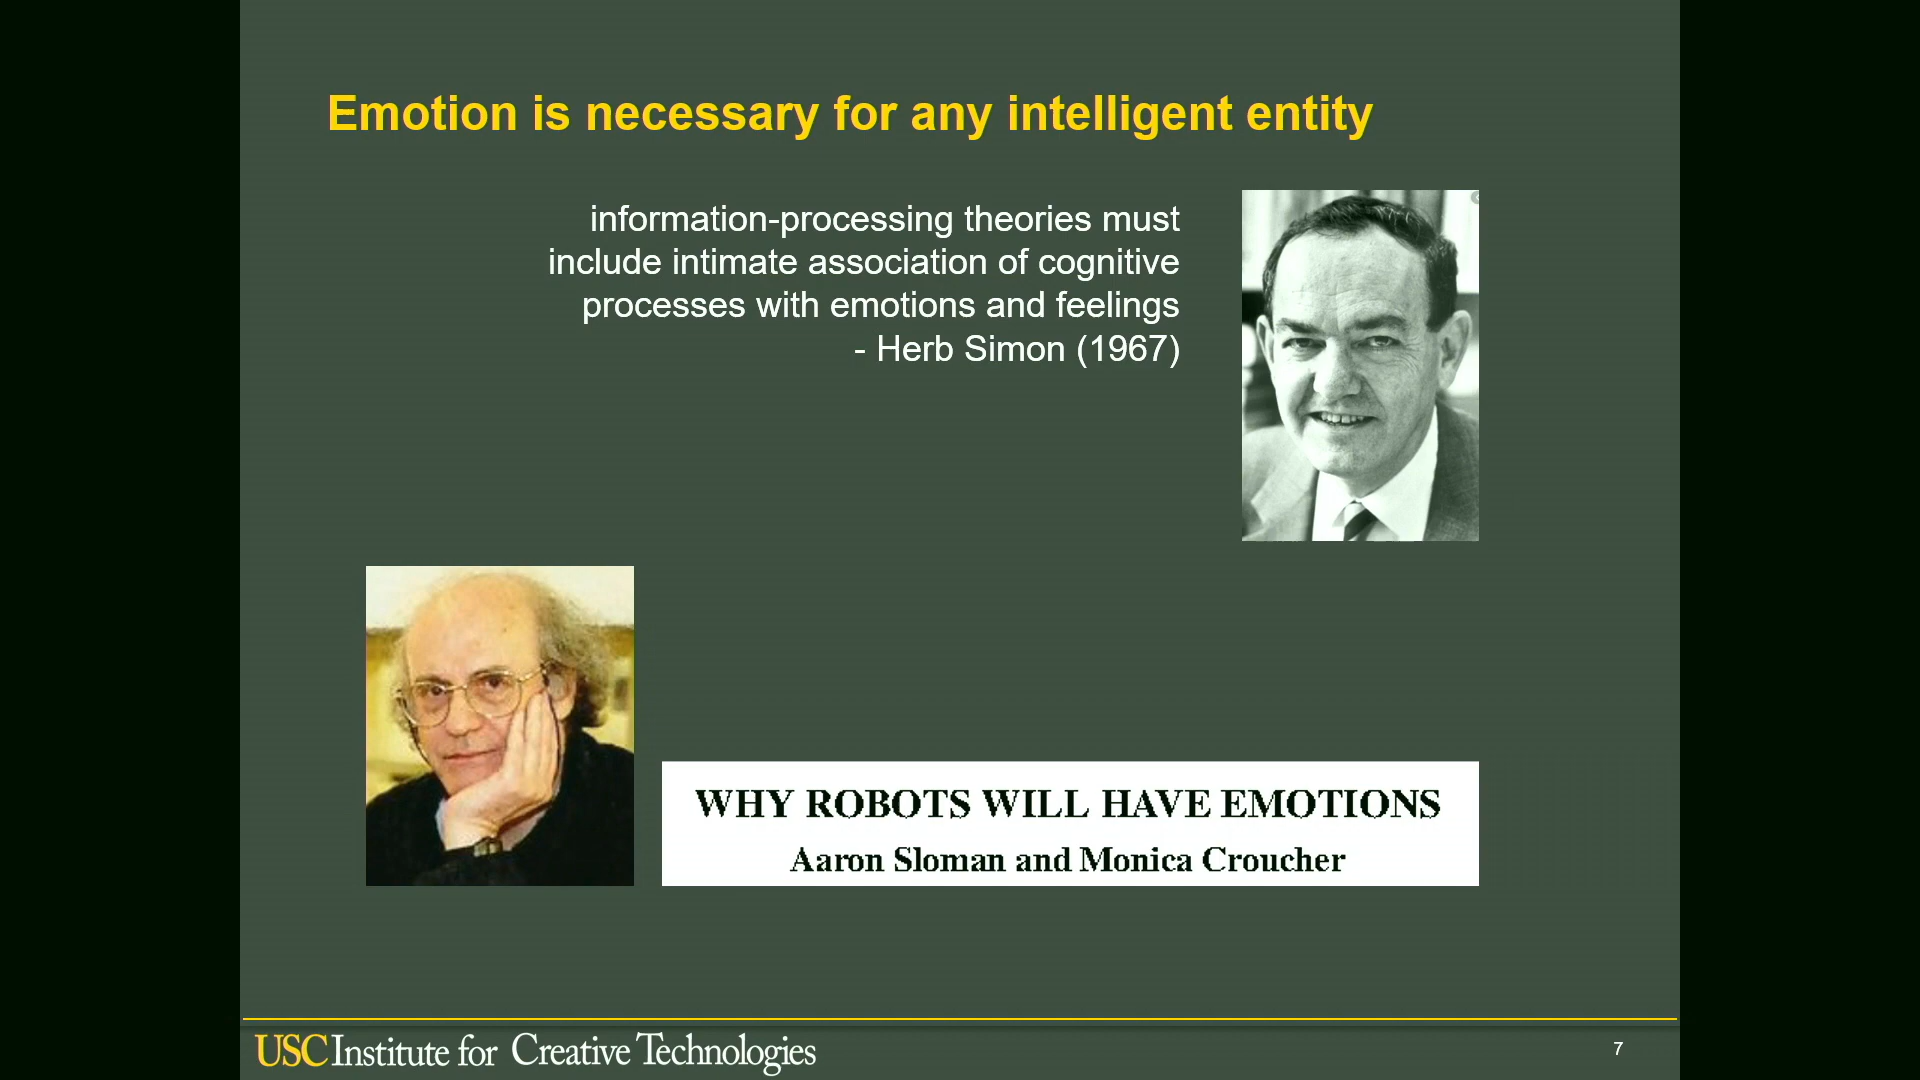 Emotion is necessary for any intelligent entity
information-processing theories must
include intimate association of cognitive
processes with emotions and feelings
- Herb Simon (1967)
WHY ROBOTS WILL HAVE EMOTIONS
Aaron Sloman and Monica Croucher
USC Institute for Creative Technologies
7